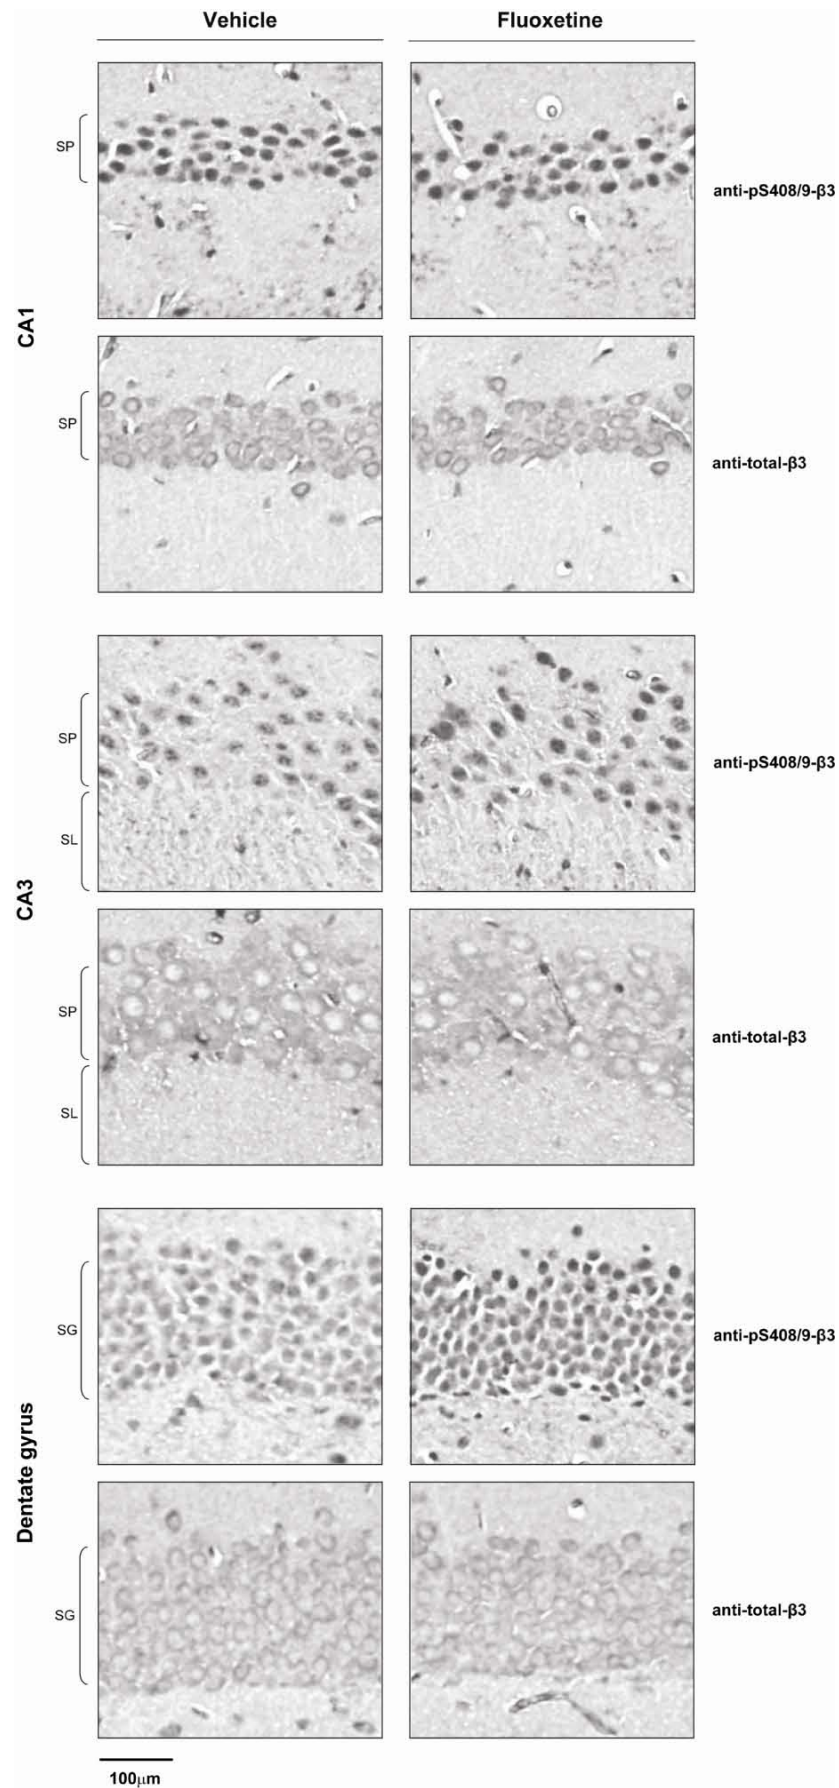 Vehicle Fluoxetine
CA1
SP
anti-pS408/9-β3
SP
anti-total-β3
CA3
SP
SL
anti-pS408/9-β3
SP
SL
anti-total-β3
Dentate gyrus
SG
anti-pS408/9-β3
SG
anti-total-β3
100μm